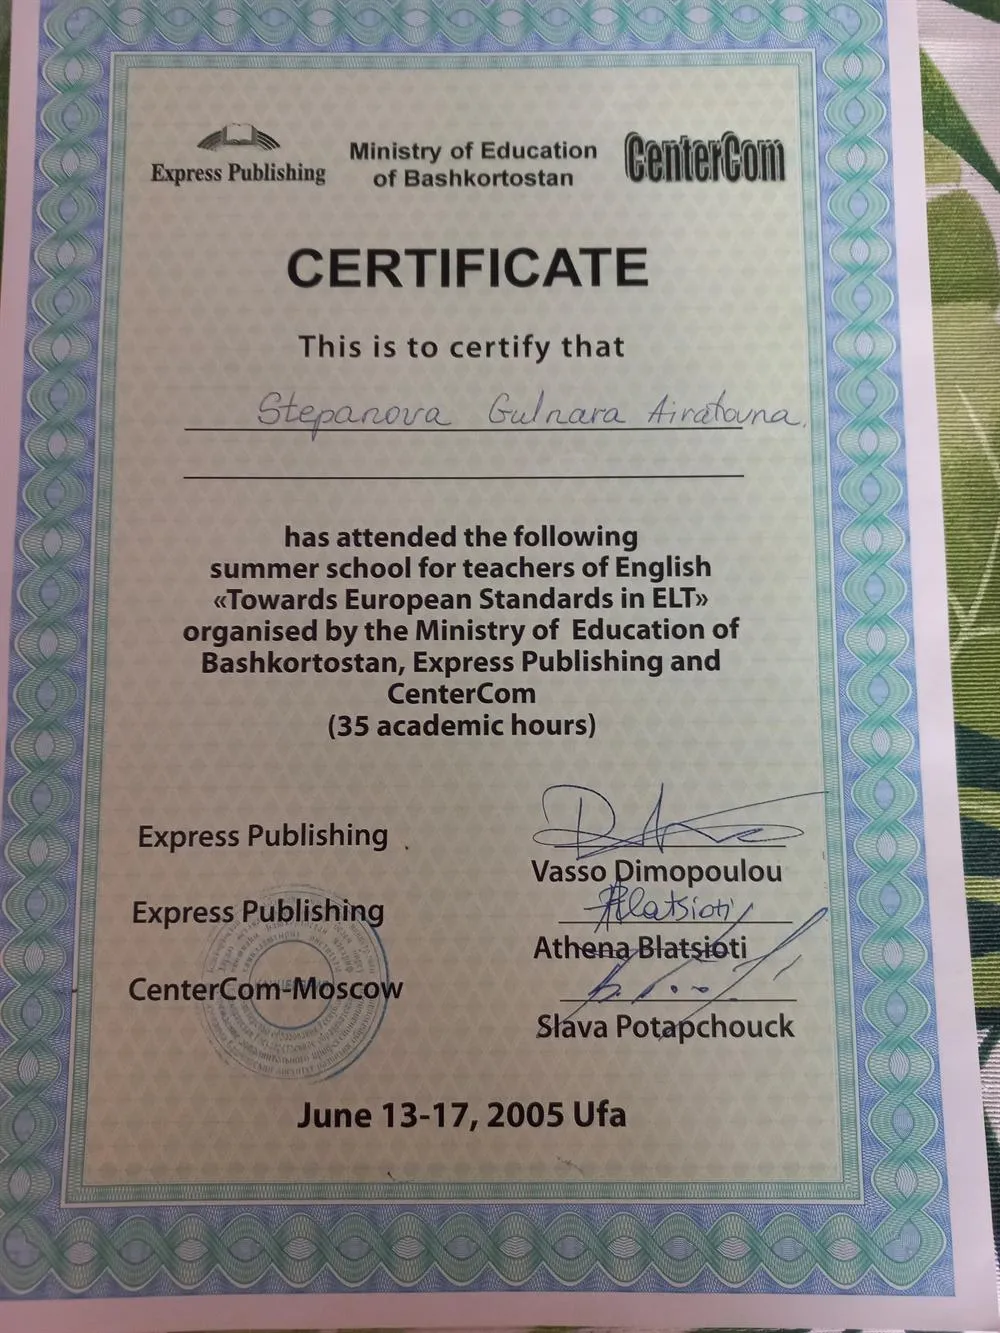 Express Publishing
Ministry of Education
of Bashkortostan
CenterCom
CERTIFICATE
This is to certify that
Stepanova Gulnara Airatovna.
has attended the following
summer school for teachers of English
«Towards European Standards in ELT»
organised by the Ministry of Education of
Bashkortostan, Express Publishing and
CenterCom
(35 academic hours)
Express Publishing
Vasso Dimopoulou
Express Publishing
Blatsioti
Athena Blatsioti
CenterCom-Moscow
Slava Potapchouck
June 13-17, 2005 Ufa